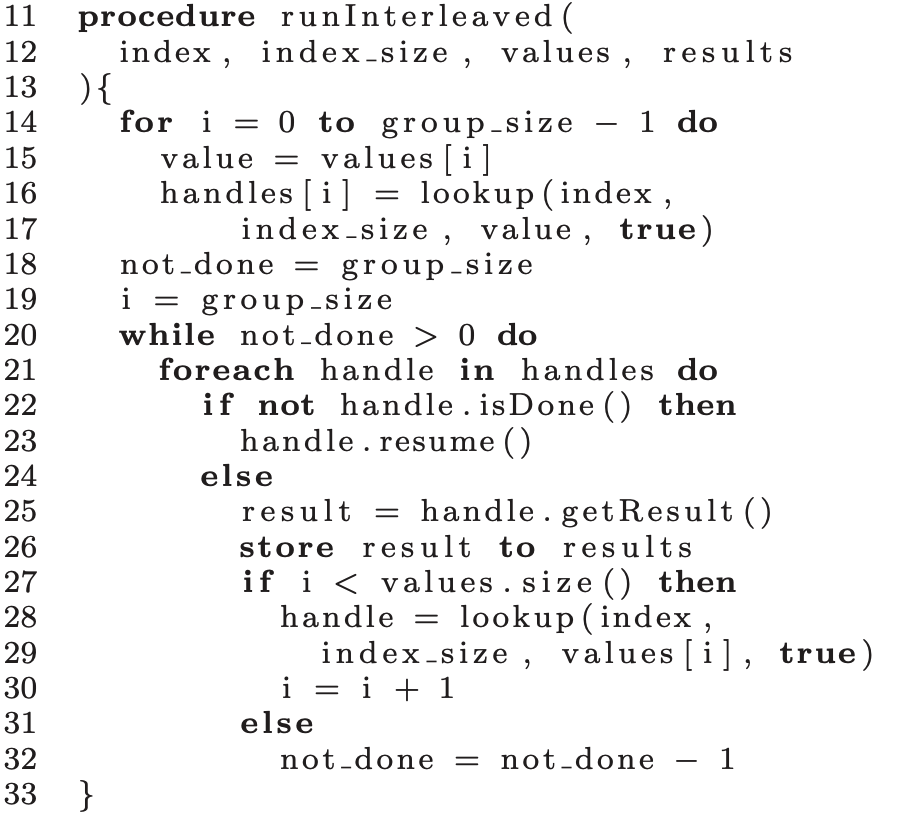 11 procedure runInterleaved(
12 index, index_size, values, results
13 ){
14 for i = 0 to group_size - 1 do
15 value = values[i]
16 handles[i] = lookup(index,
17 index_size, value, true)
18 not_done = group_size
19 i = group_size
20 while not_done > 0 do
21 foreach handle in handles do
22 if not handle.isDone() then
23 handle.resume()
24 else
25 result = handle.getResult()
26 store result to results
27 if i < values.size() then
28 handle = lookup(index,
29 index_size, values[i], true)
30 i = i + 1
31 else
32 not_done = not_done - 1
33 }